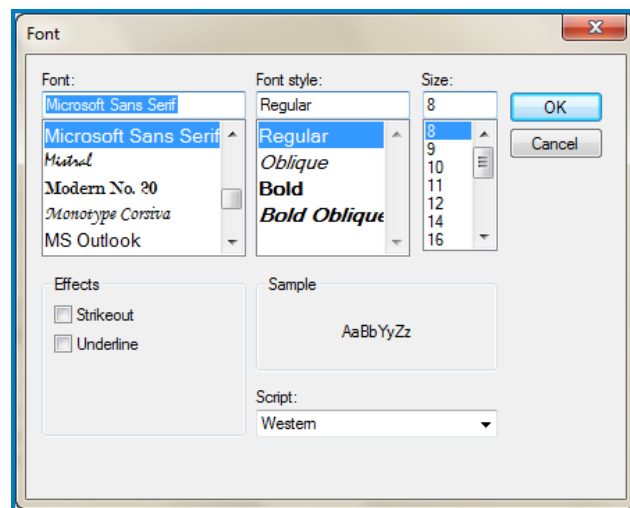 Font
Font: Font style: Size:
Microsoft Sans Serif Regular 8
OK
Cancel
Microsoft Sans Serif
Mistral
Modern No. 20
Monotype Corsiva
MS Outlook
Regular
Oblique
Bold
Bold Oblique
8
9
10
11
12
14
16
Effects
Strikeout
Underline
Sample
AaBbYyZz
Script:
Western